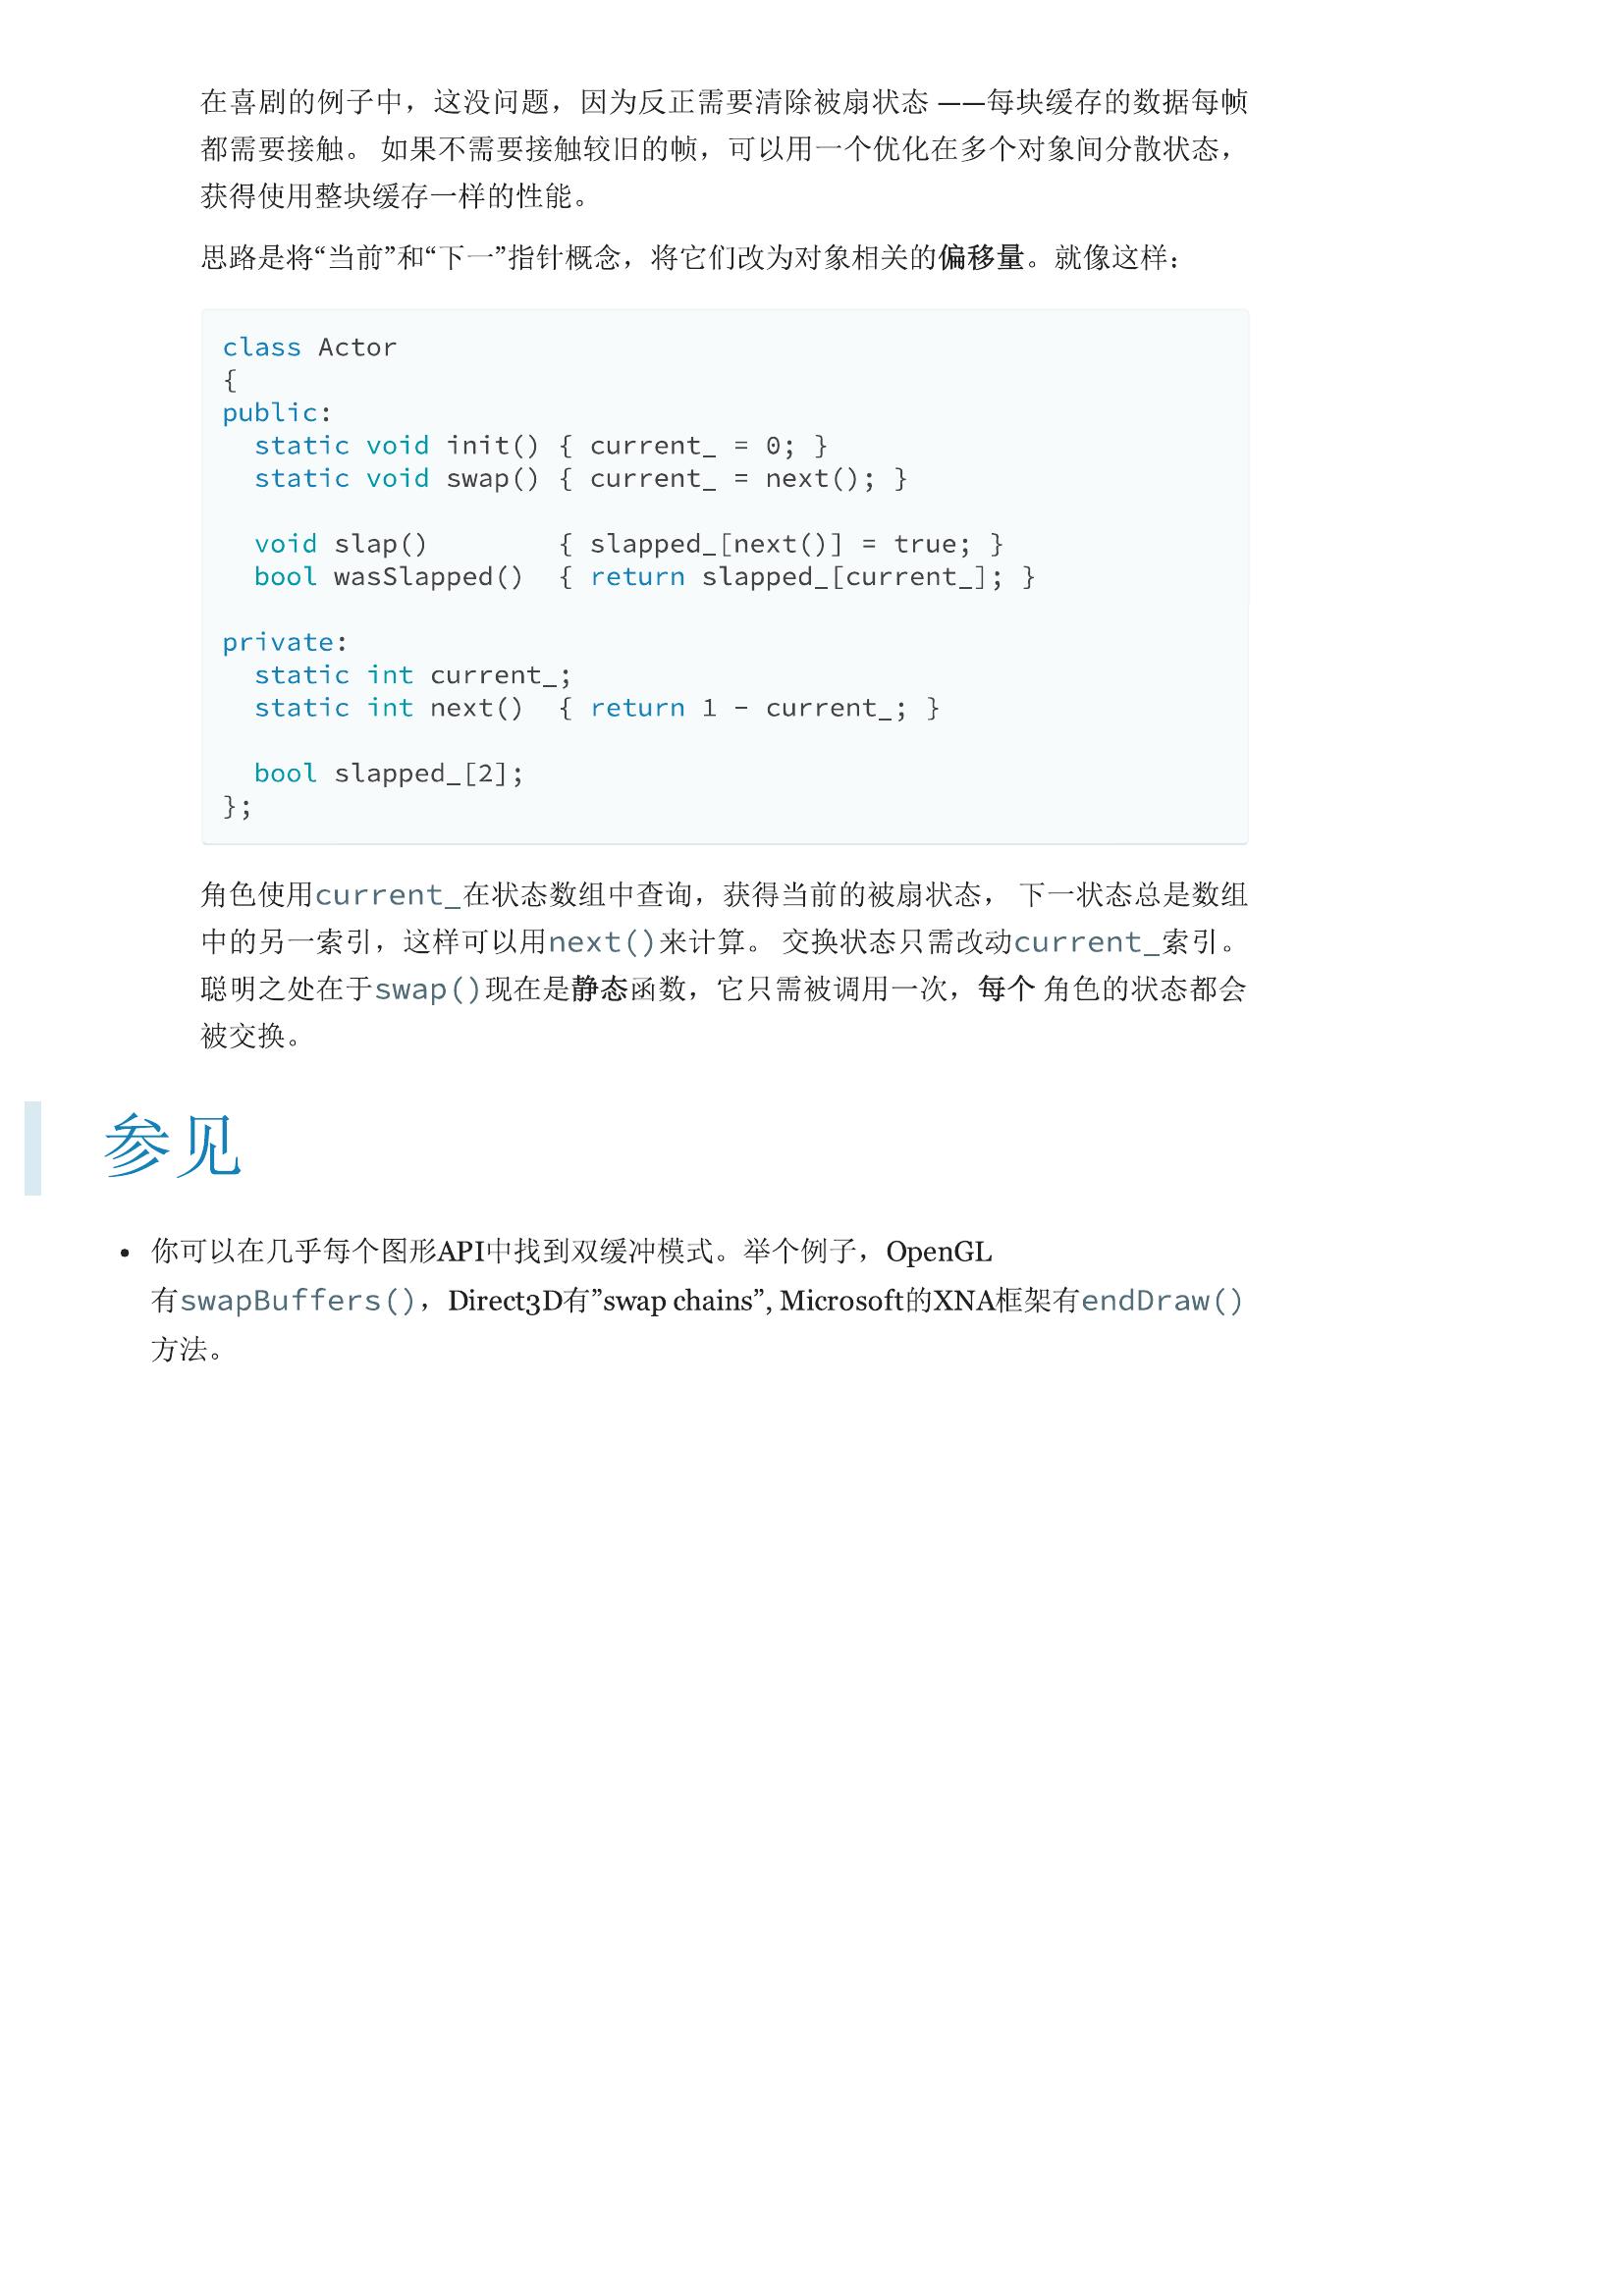 在喜剧的例子中，这没问题，因为反正需要清除被扇状态 ——每块缓存的数据每帧
都需要接触。 如果不需要接触较旧的帧，可以用一个优化在多个对象间分散状态，
获得使用整块缓存一样的性能。
思路是将“当前”和“下一”指针概念，将它们改为对象相关的偏移量。就像这样：
class Actor
{
public:
  static void init() { current_ = 0; }
  static void swap() { current_ = next(); }
  void slap()        { slapped_[next()] = true; }
  bool wasSlapped()  { return slapped_[current_]; }
private:
  static int current_;
  static int next()  { return 1 - current_; }
  bool slapped_[2];
};
角色使用current_在状态数组中查询，获得当前的被扇状态， 下一状态总是数组
中的另一索引，这样可以用next()来计算。 交换状态只需改动current_索引。
聪明之处在于swap()现在是静态函数，它只需被调用一次，每个 角色的状态都会
被交换。
参见
• 你可以在几乎每个图形API中找到双缓冲模式。举个例子，OpenGL
有swapBuffers()，Direct3D有”swap chains”, Microsoft的XNA框架有endDraw()
方法。